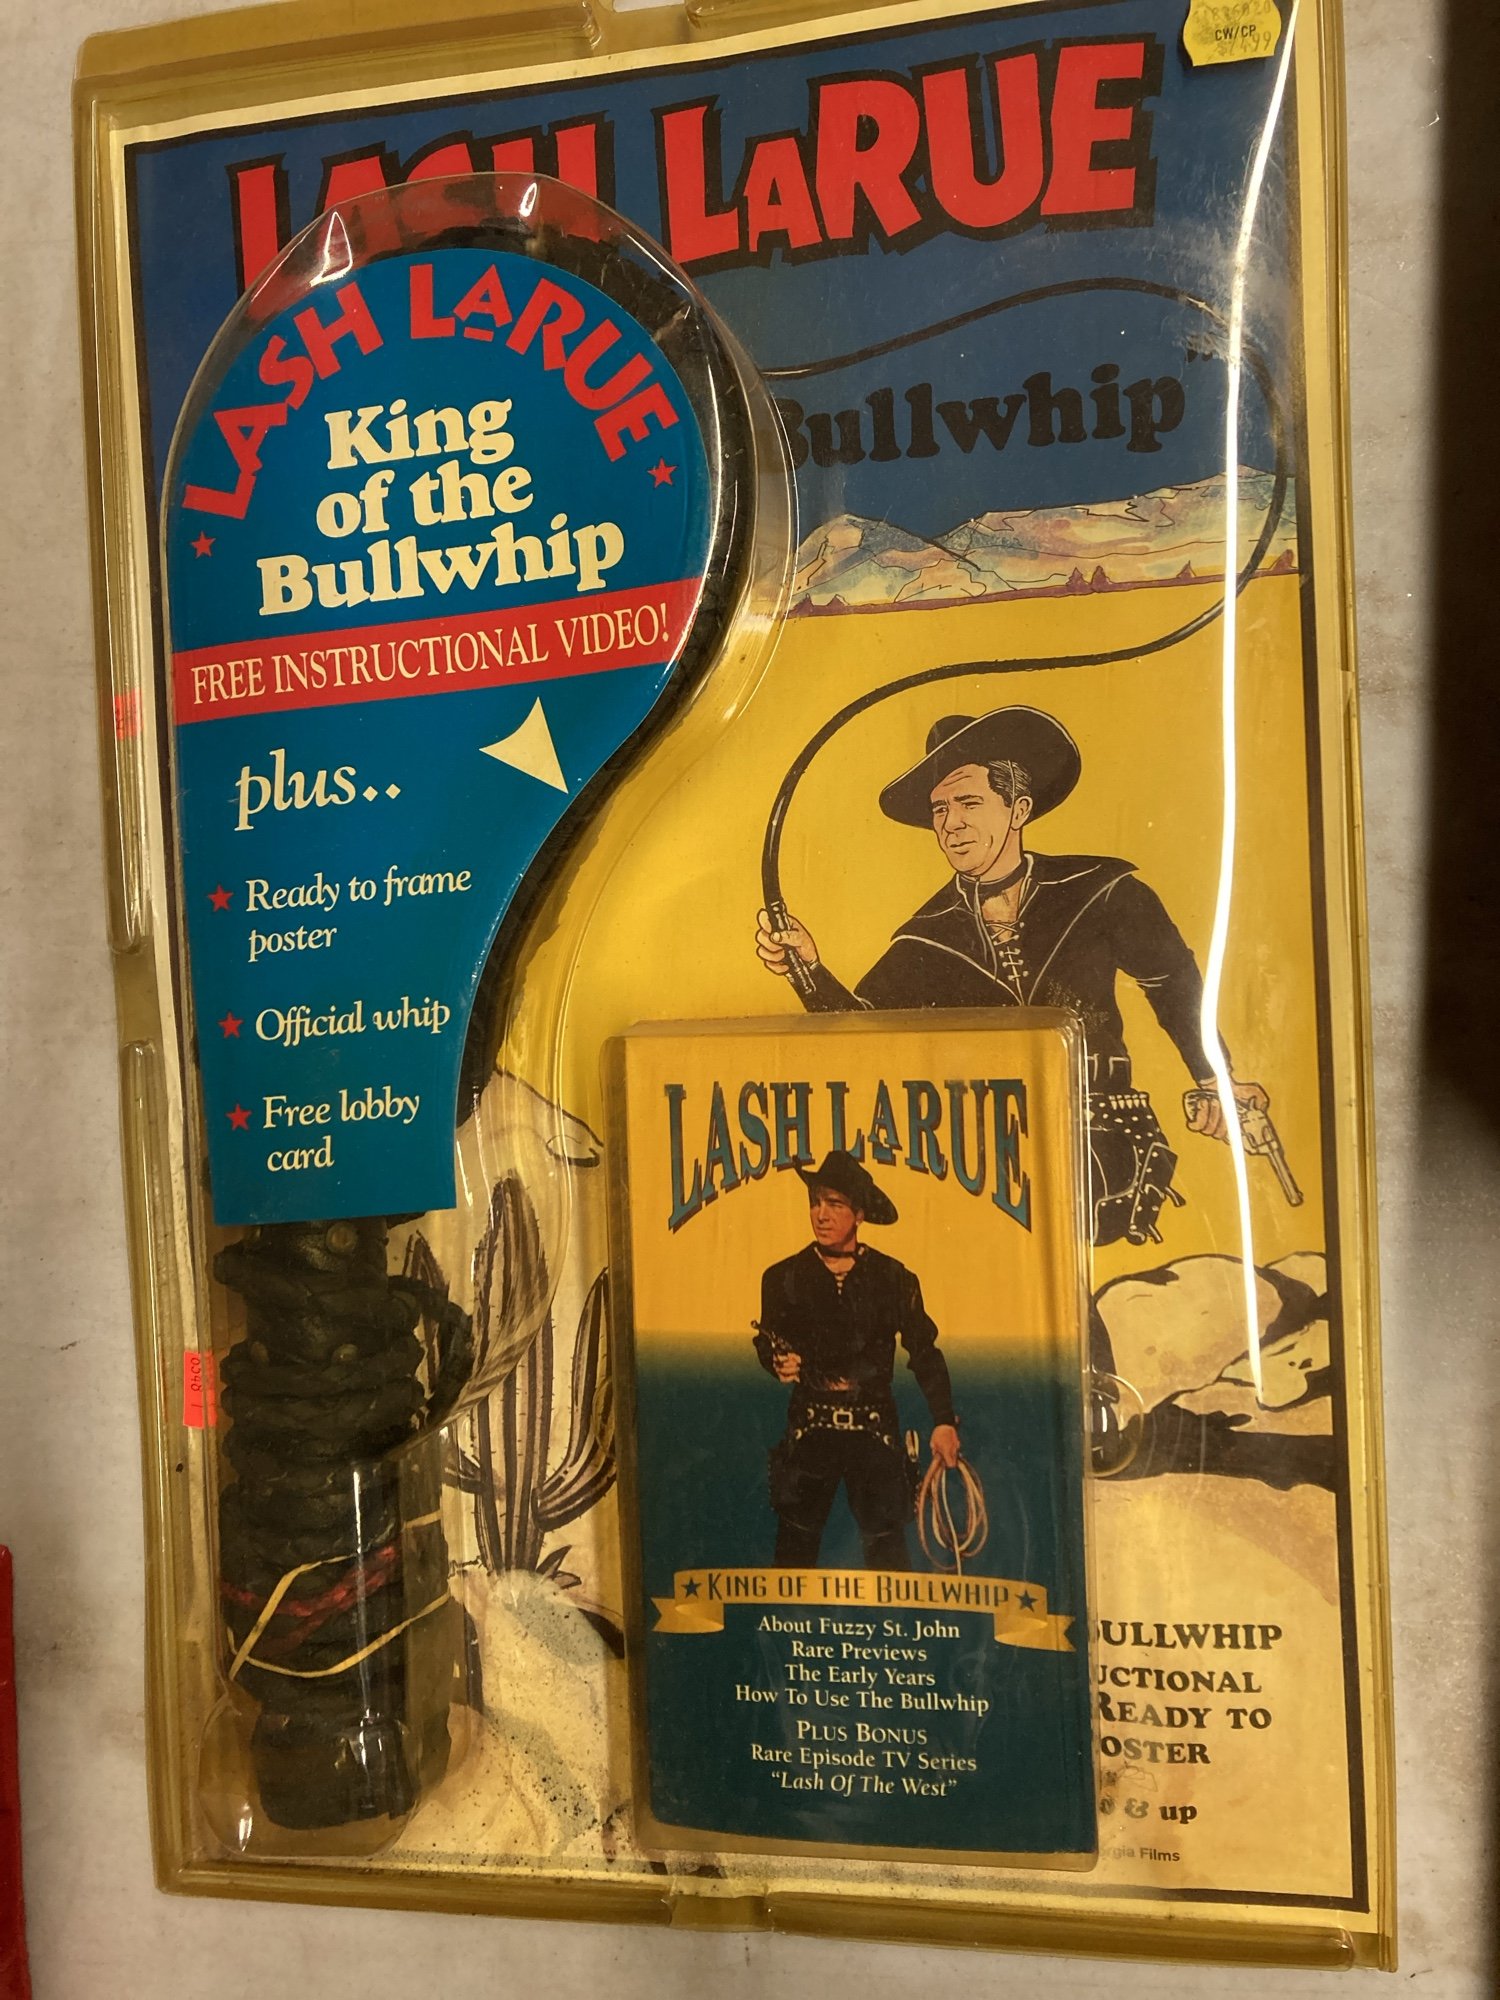 CW/CP
LASH LARUE
Bullwhip"
LASH LARUE
King
of the
Bullwhip
FREE INSTRUCTIONAL VIDEO!
plus..
Ready to frame
poster
Official whip
Free lobby
card
LASH LARUE
KING OF THE BULLWHIP
About Fuzzy St. John
Rare Previews
The Early Years
How To Use The Bullwhip
PLUS BONUS
Rare Episode TV Series
"Lash Of The West"
BULLWHIP
UCTIONAL
READY TO
OSTER
& up
Films